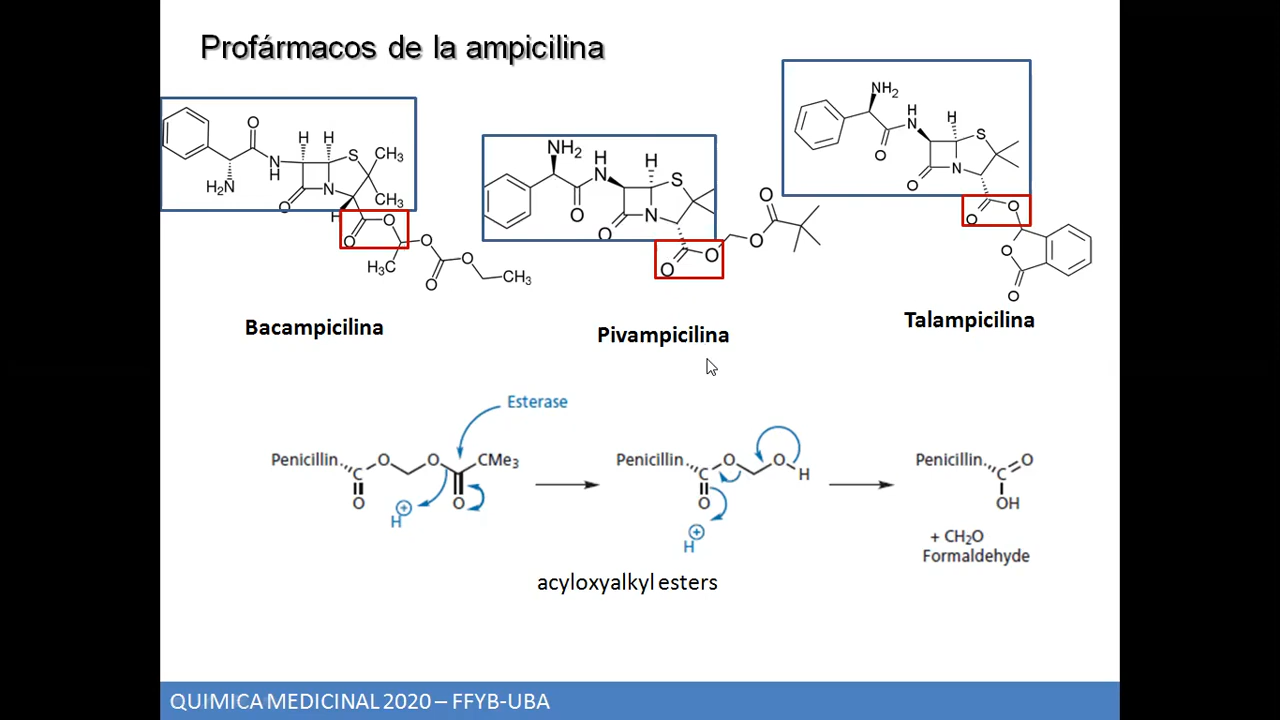 Profármacos de la ampicilina
O
H
H
S
CH3
NH
N
O
CH3
H2N
H
O
O
O
H3C
O
O
O
CH3
Bacampicilina
NH2
H
N
H
S
O
N
O
O
O
O
O
Pivampicilina
NH2
H
N
H
S
O
N
O
O
O
O
O
Talampicilina
Esterase
Penicillin
C
O
O
CMe3
O
O
H+
Penicillin
C
O
O
H
O
H+
Penicillin
C
O
OH
+ CH2O
Formaldehyde
acyloxyalkyl esters
QUIMICA MEDICINAL 2020 – FFYB-UBA